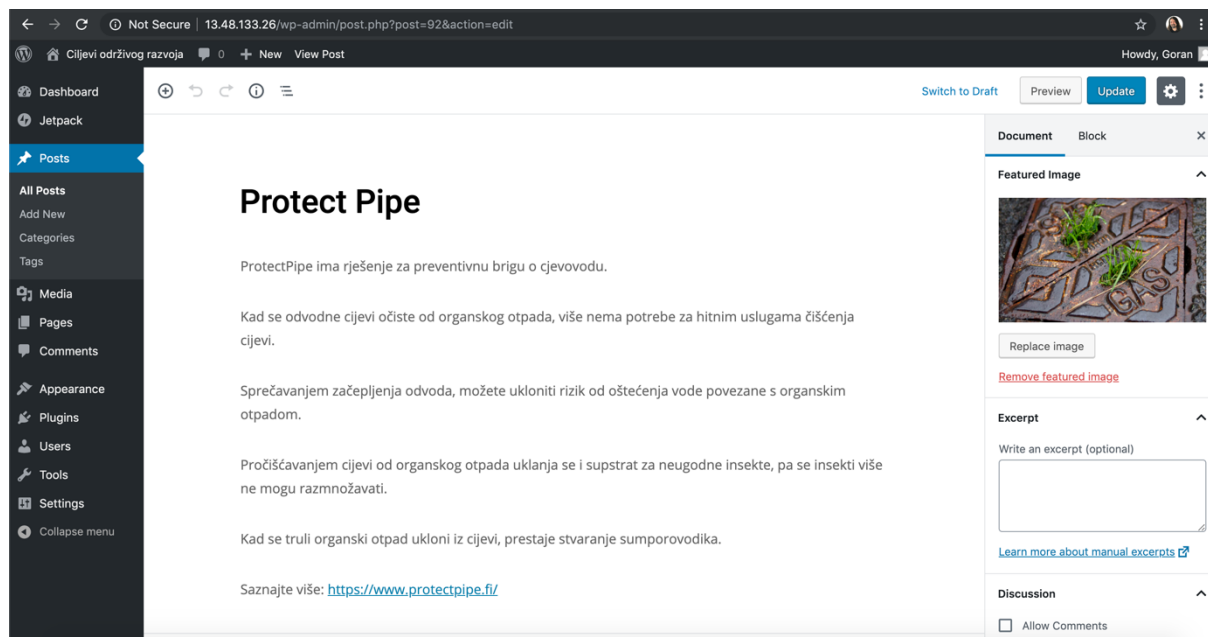 Not Secure | 13.48.133.26/wp-admin/post.php?post=92&action=edit
Ciljevi održivog razvoja 0 + New View Post
Howdy, Goran
Dashboard
Jetpack
Posts
All Posts
Add New
Categories
Tags
Media
Pages
Comments
Appearance
Plugins
Users
Tools
Settings
Collapse menu
Switch to Draft Preview Update
Protect Pipe
ProtectPipe ima rješenje za preventivnu brigu o cjevovodu.
Kad se odvodne cijevi očiste od organskog otpada, više nema potrebe za hitnim uslugama čišćenja
cijevi.
Sprečavanjem začepljenja odvoda, možete ukloniti rizik od oštećenja vode povezane s organskim
otpadom.
Pročišćavanjem cijevi od organskog otpada uklanja se i supstrat za neugodne insekte, pa se insekti više
ne mogu razmnožavati.
Kad se truli organski otpad ukloni iz cijevi, prestaje stvaranje sumporovodika.
Saznajte više: https://www.protectpipe.fi/
Document Block
Featured Image
GAS
Replace image
Remove featured image
Excerpt
Write an excerpt (optional)
Learn more about manual excerpts
Discussion
Allow Comments